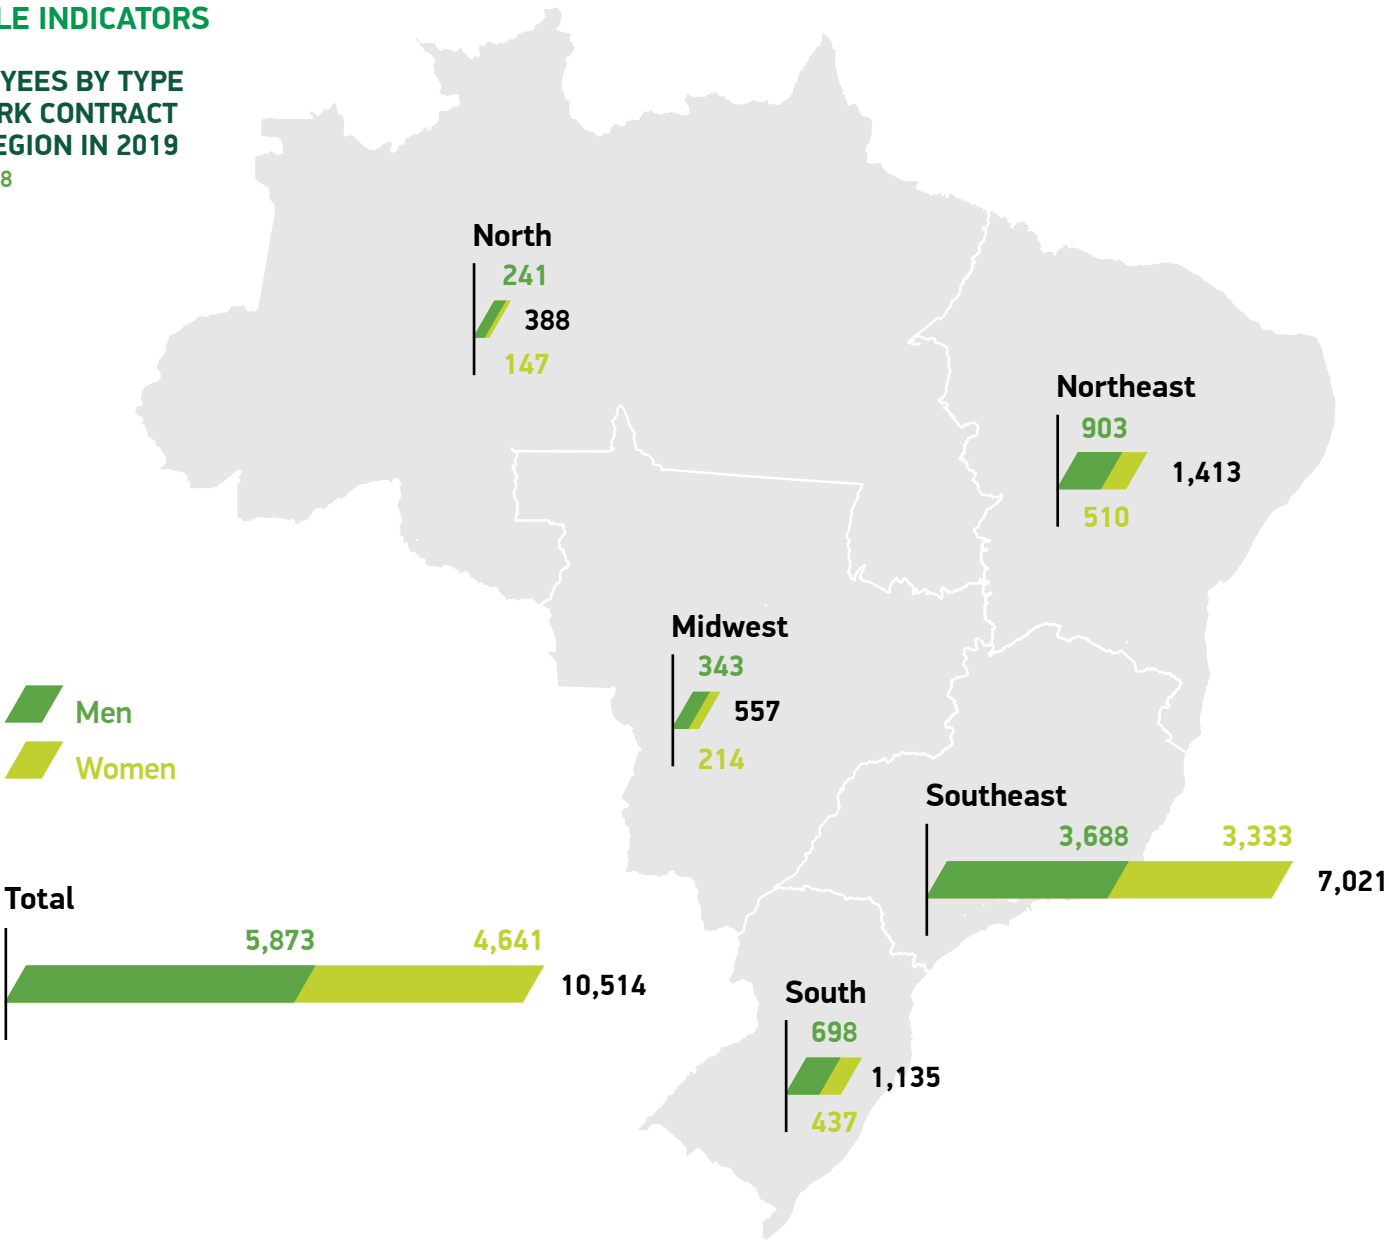 LE INDICATORS
YEES BY TYPE
RK CONTRACT
EGION IN 2019
8
North
241
388
147
Northeast
903
1,413
510
Midwest
343
557
214
Men
Women
Southeast
3,688 3,333
7,021
Total
5,873 4,641
10,514
South
698
1,135
437